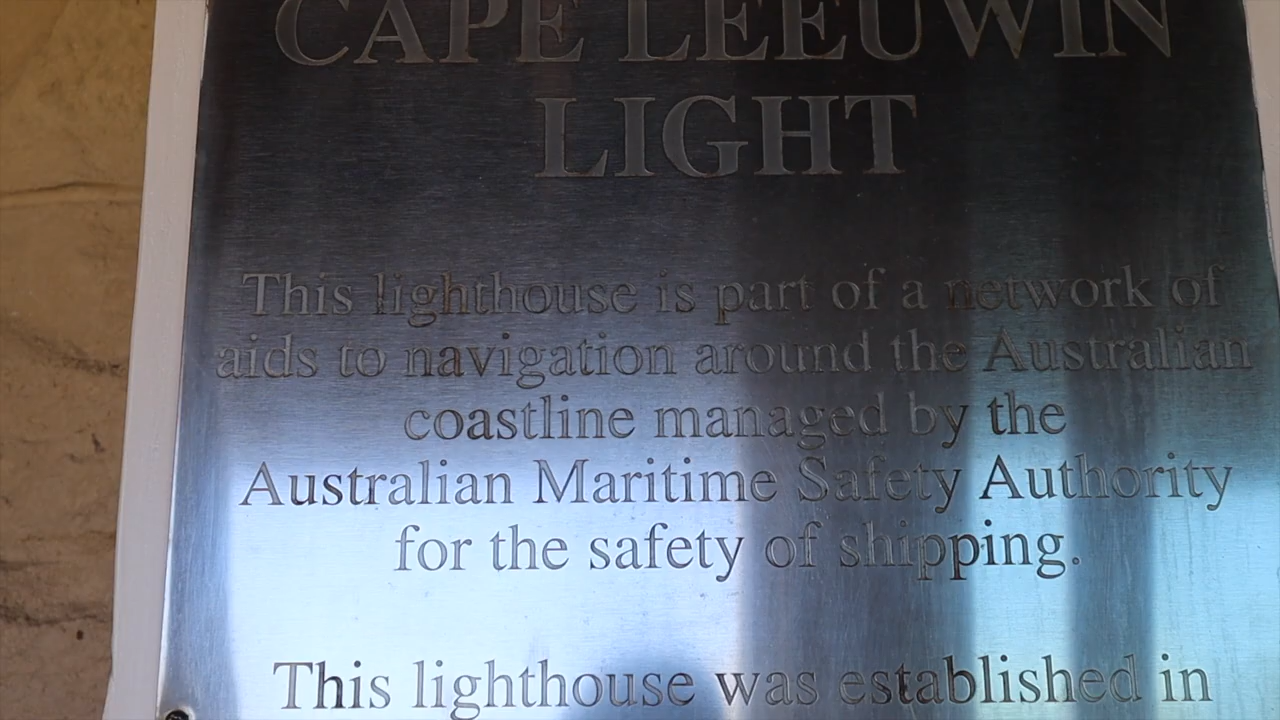 CAPE LEEUWIN
LIGHT
This lighthouse is part of a network of
aids to navigation around the Australian
coastline managed by the
Australian Maritime Safety Authority
for the safety of shipping.
This lighthouse was established in